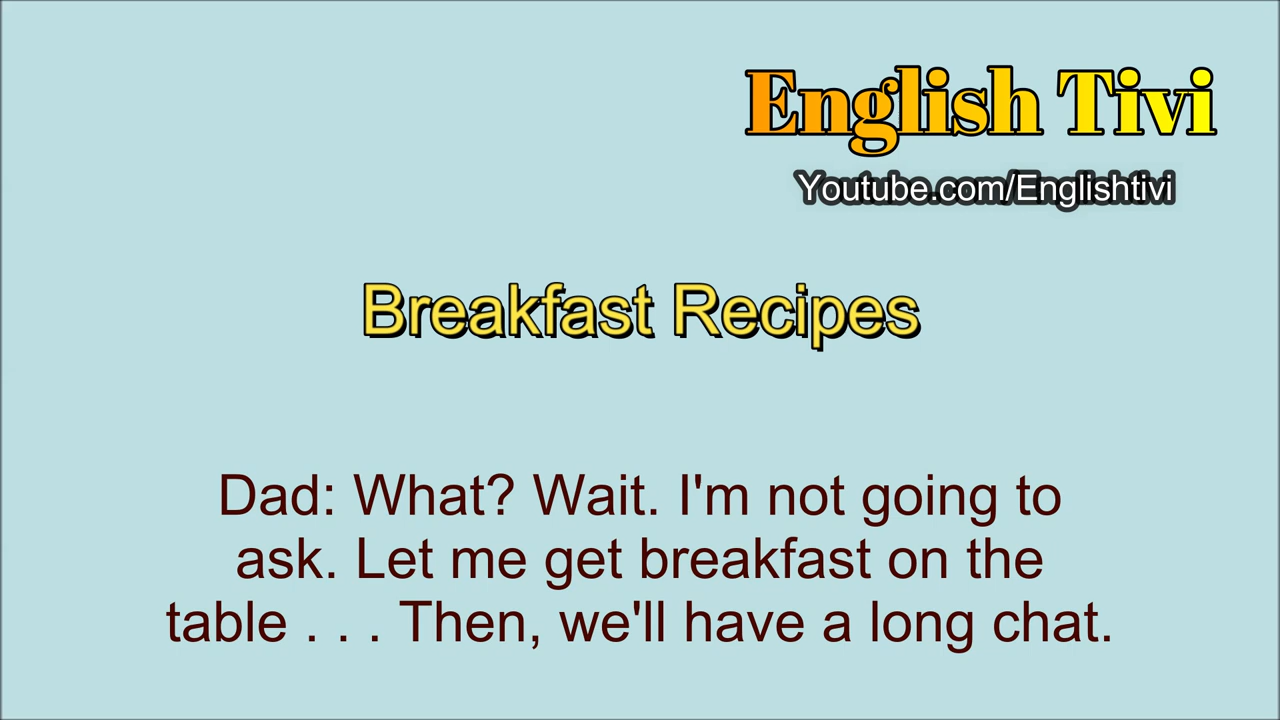 English Tivi
Youtube.com/Englishtivi
Breakfast Recipes
Dad: What? Wait. I'm not going to
ask. Let me get breakfast on the
table . . . Then, we'll have a long chat.